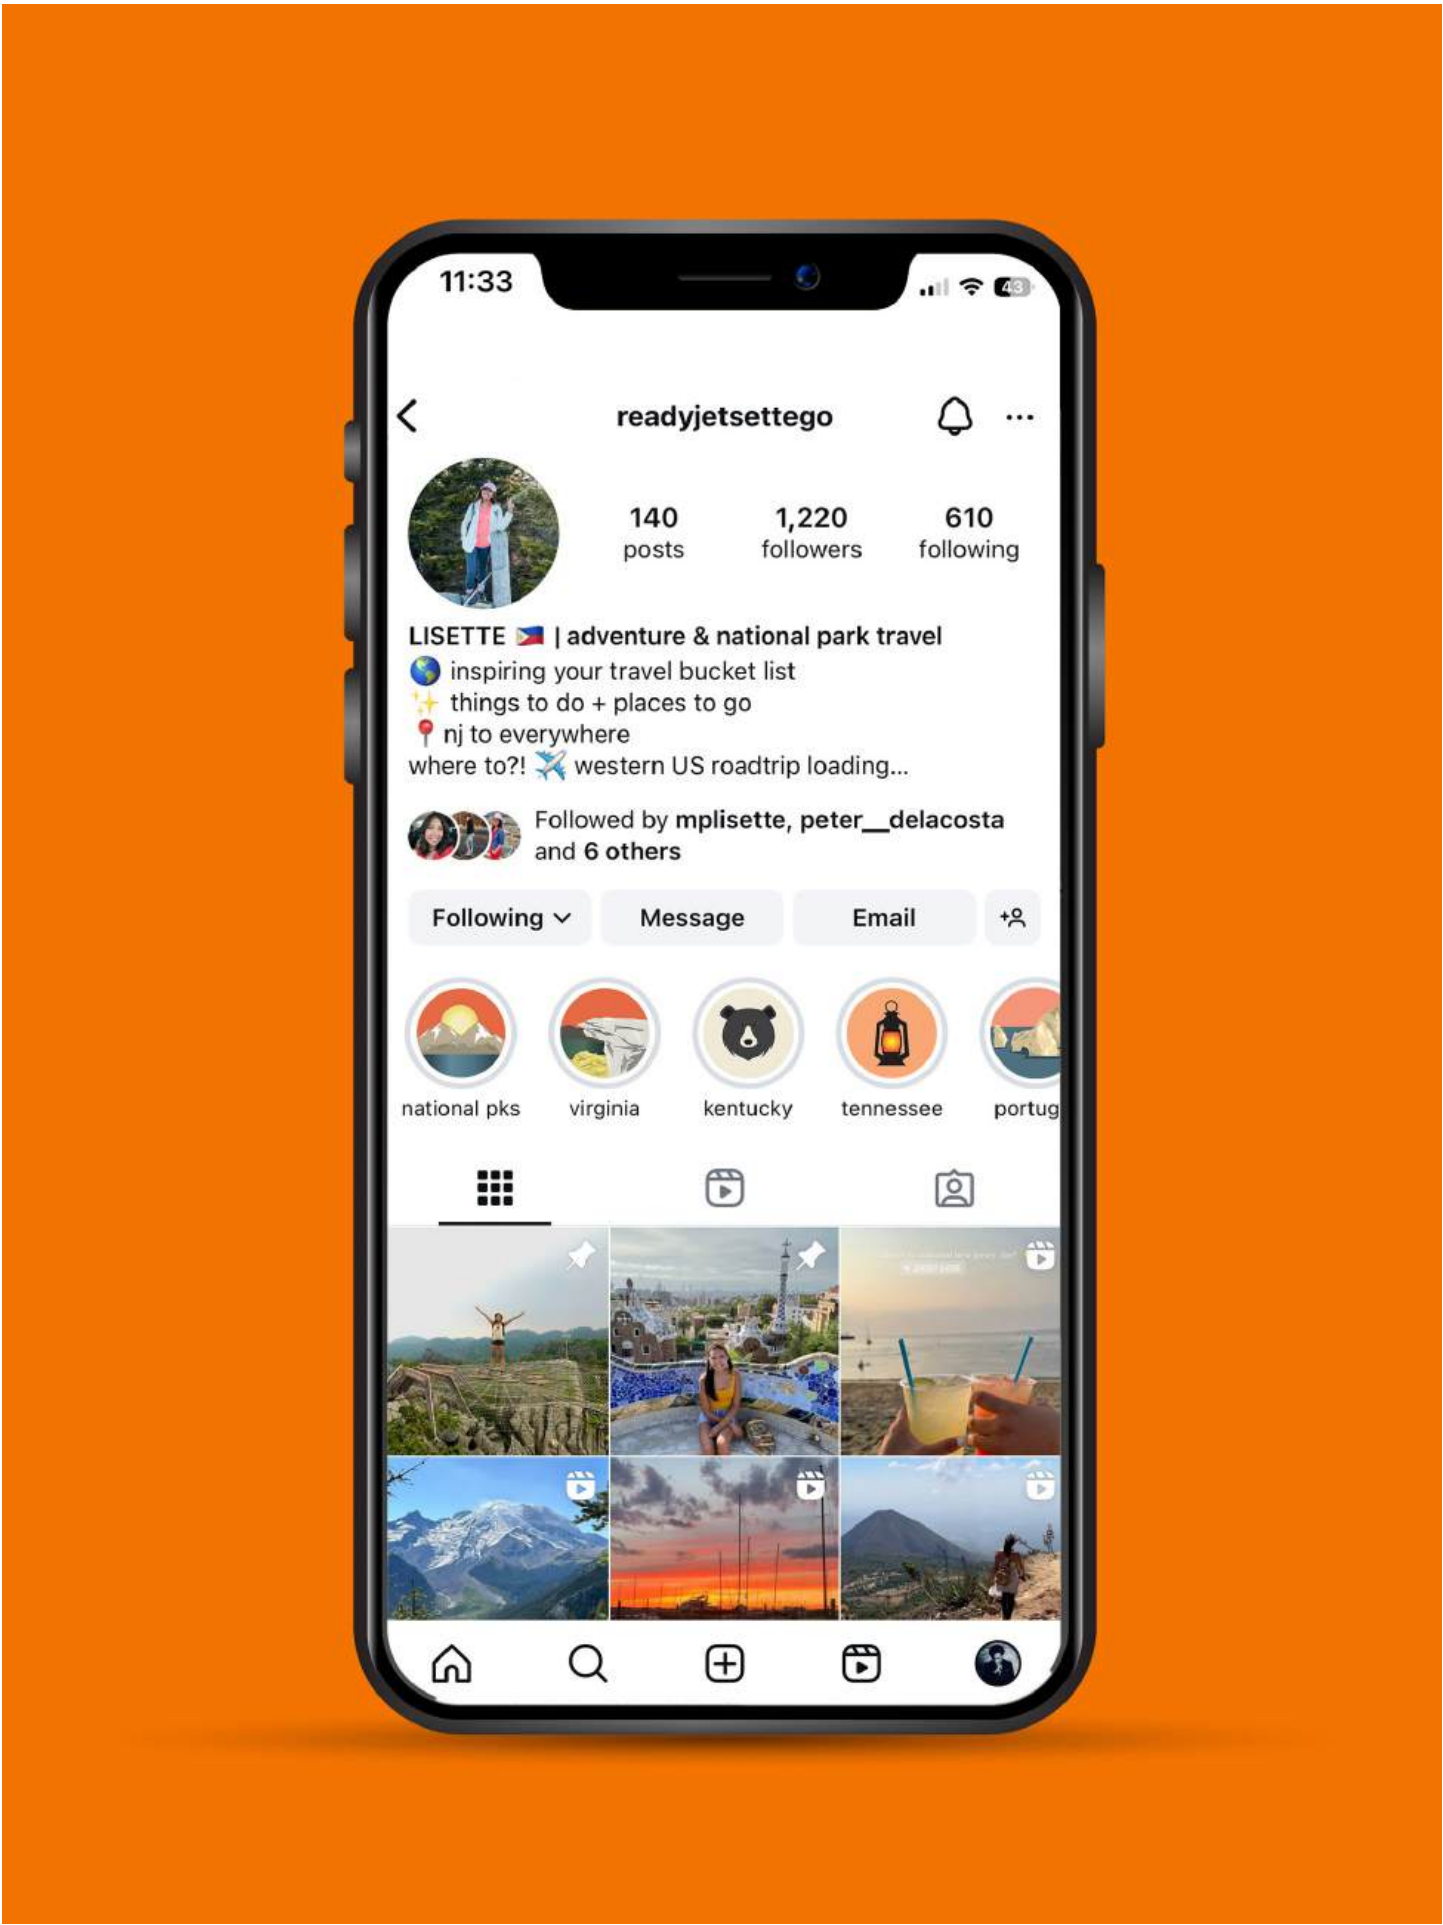 11:33
43
readyjetsettego
140
posts
1,220
followers
610
following
LISETTE 🇵🇭 | adventure & national park travel
🌎 inspiring your travel bucket list
✨ things to do + places to go
📍 nj to everywhere
where to?! ✈️ western US roadtrip loading...
Followed by mplisette, peter__delacosta
and 6 others
Following
Message
Email
national pks
virginia
kentucky
tennessee
portug